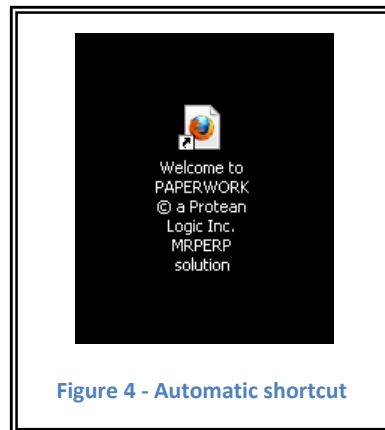 Welcome to
PAPERWORK
© a Protean
Logic Inc.
MRPERP
solution
Figure 4 - Automatic shortcut